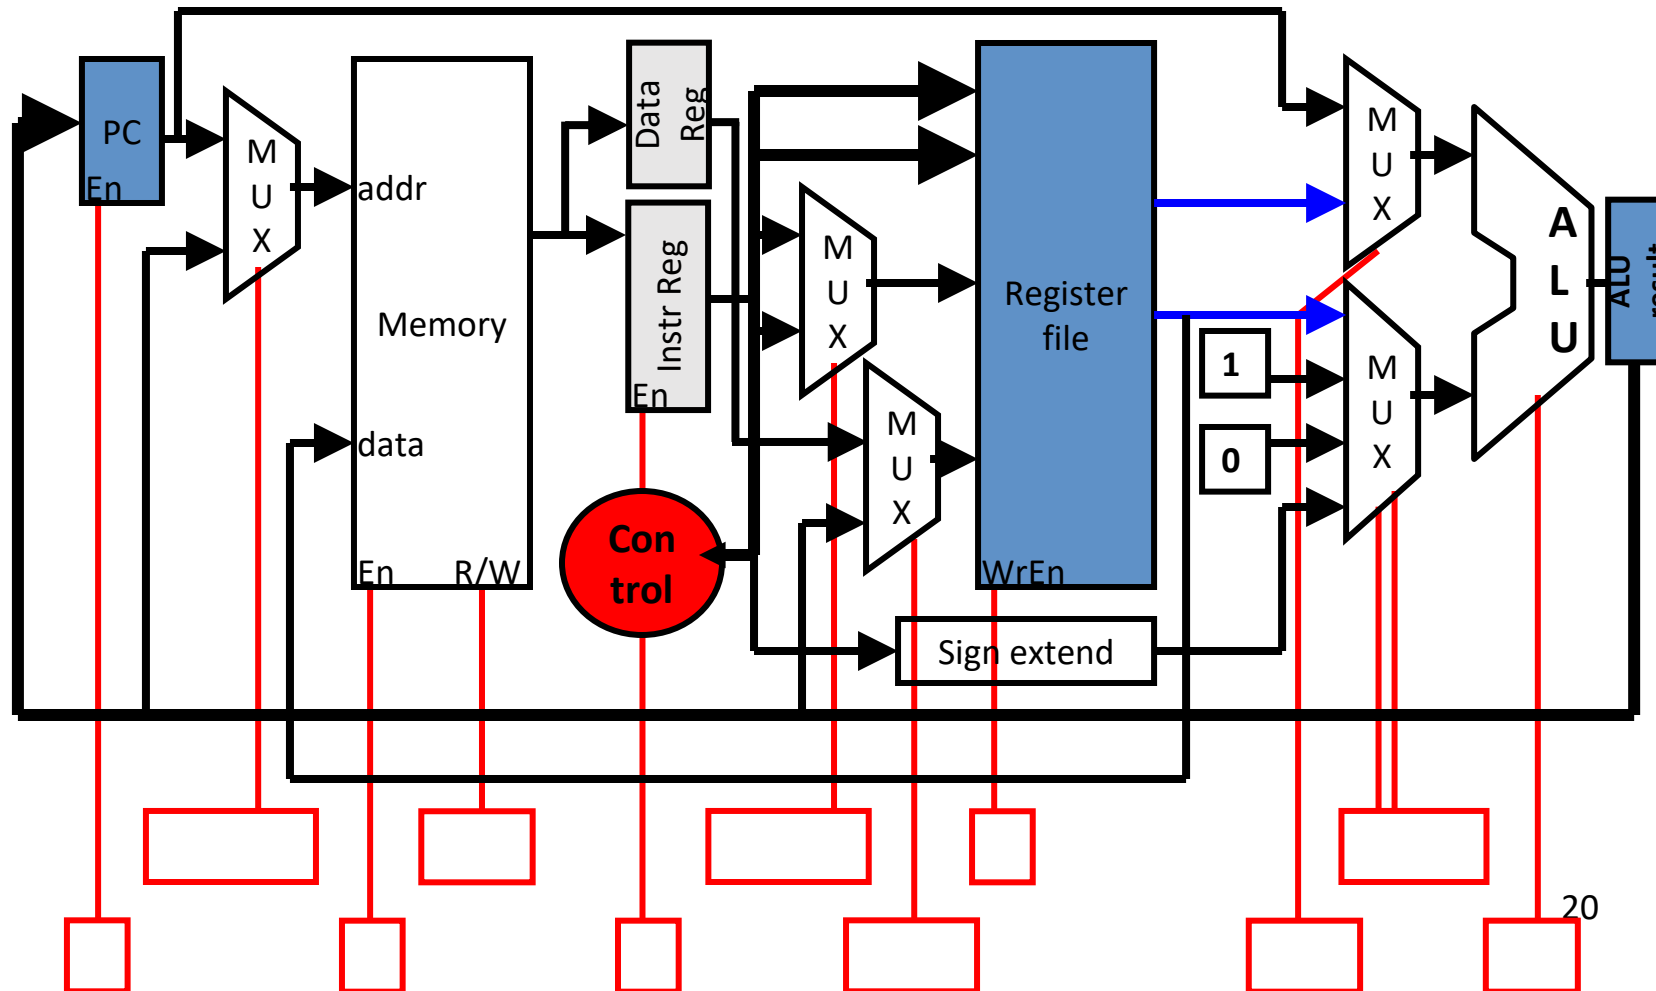 PC
En
M
U
X
addr
Memory
data
En R/W
Data
Reg
Instr Reg
En
Con
trol
M
U
X
M
U
X
Register
file
WrEn
Sign extend
M
U
X
1
0
M
U
X
A
L
U
ALU
result
20